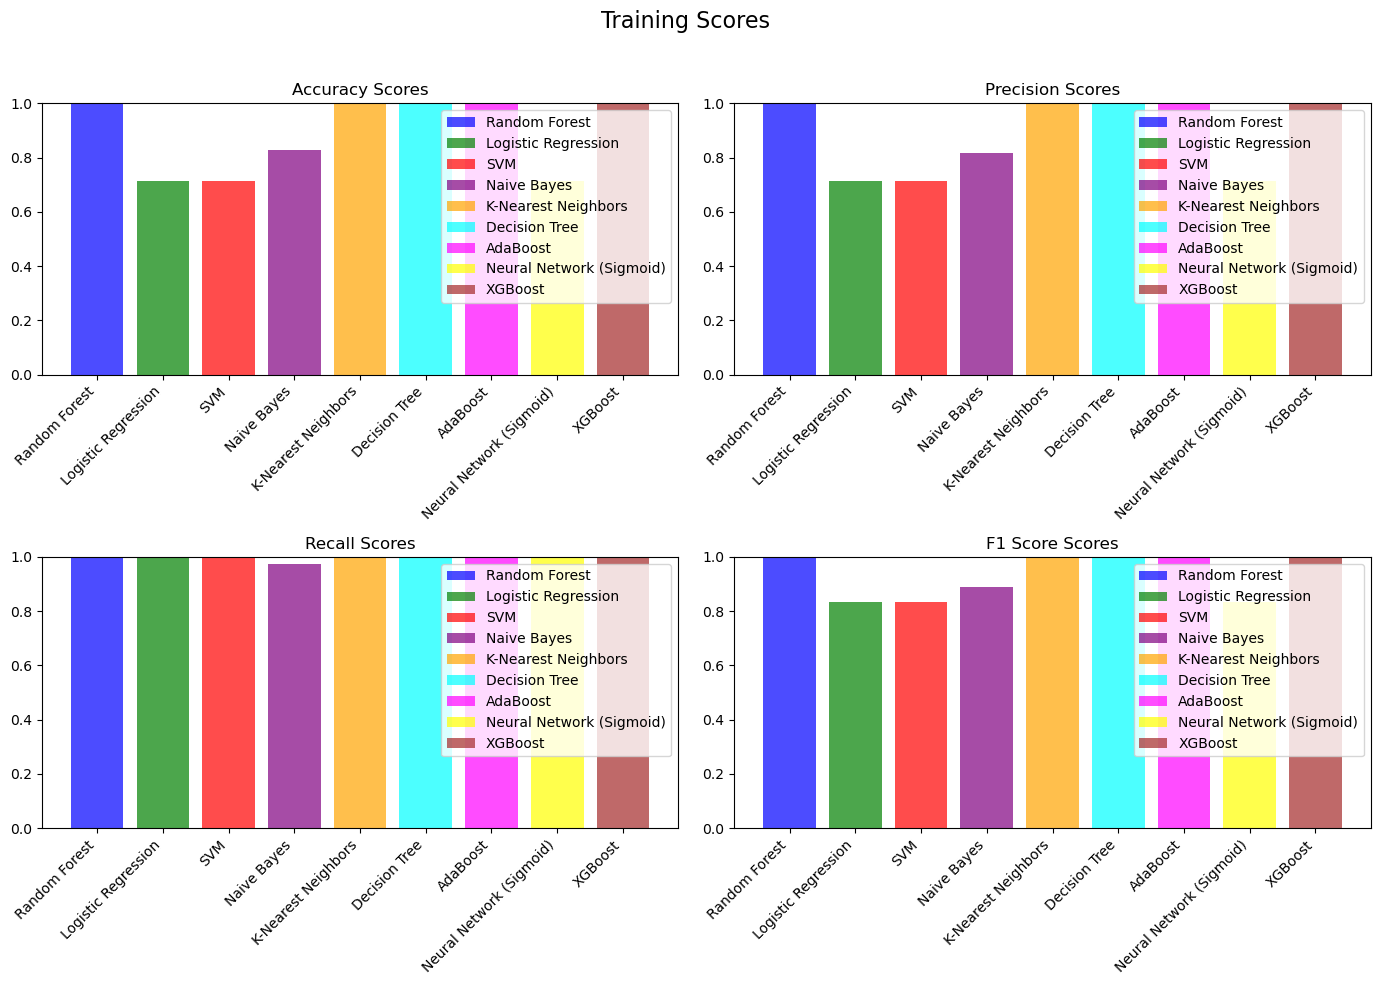 Training Scores
Accuracy Scores
1.0
0.8
0.6
0.4
0.2
0.0
Random Forest
Logistic Regression
SVM
Naive Bayes
K-Nearest Neighbors
Decision Tree
AdaBoost
Neural Network (Sigmoid)
XGBoost
Random Forest
Logistic Regression
SVM
Naive Bayes
K-Nearest Neighbors
Decision Tree
AdaBoost
Neural Network (Sigmoid)
XGBoost
Precision Scores
1.0
0.8
0.6
0.4
0.2
0.0
Random Forest
Logistic Regression
SVM
Naive Bayes
K-Nearest Neighbors
Decision Tree
AdaBoost
Neural Network (Sigmoid)
XGBoost
Random Forest
Logistic Regression
SVM
Naive Bayes
K-Nearest Neighbors
Decision Tree
AdaBoost
Neural Network (Sigmoid)
XGBoost
Recall Scores
1.0
0.8
0.6
0.4
0.2
0.0
Random Forest
Logistic Regression
SVM
Naive Bayes
K-Nearest Neighbors
Decision Tree
AdaBoost
Neural Network (Sigmoid)
XGBoost
Random Forest
Logistic Regression
SVM
Naive Bayes
K-Nearest Neighbors
Decision Tree
AdaBoost
Neural Network (Sigmoid)
XGBoost
F1 Score Scores
1.0
0.8
0.6
0.4
0.2
0.0
Random Forest
Logistic Regression
SVM
Naive Bayes
K-Nearest Neighbors
Decision Tree
AdaBoost
Neural Network (Sigmoid)
XGBoost
Random Forest
Logistic Regression
SVM
Naive Bayes
K-Nearest Neighbors
Decision Tree
AdaBoost
Neural Network (Sigmoid)
XGBoost